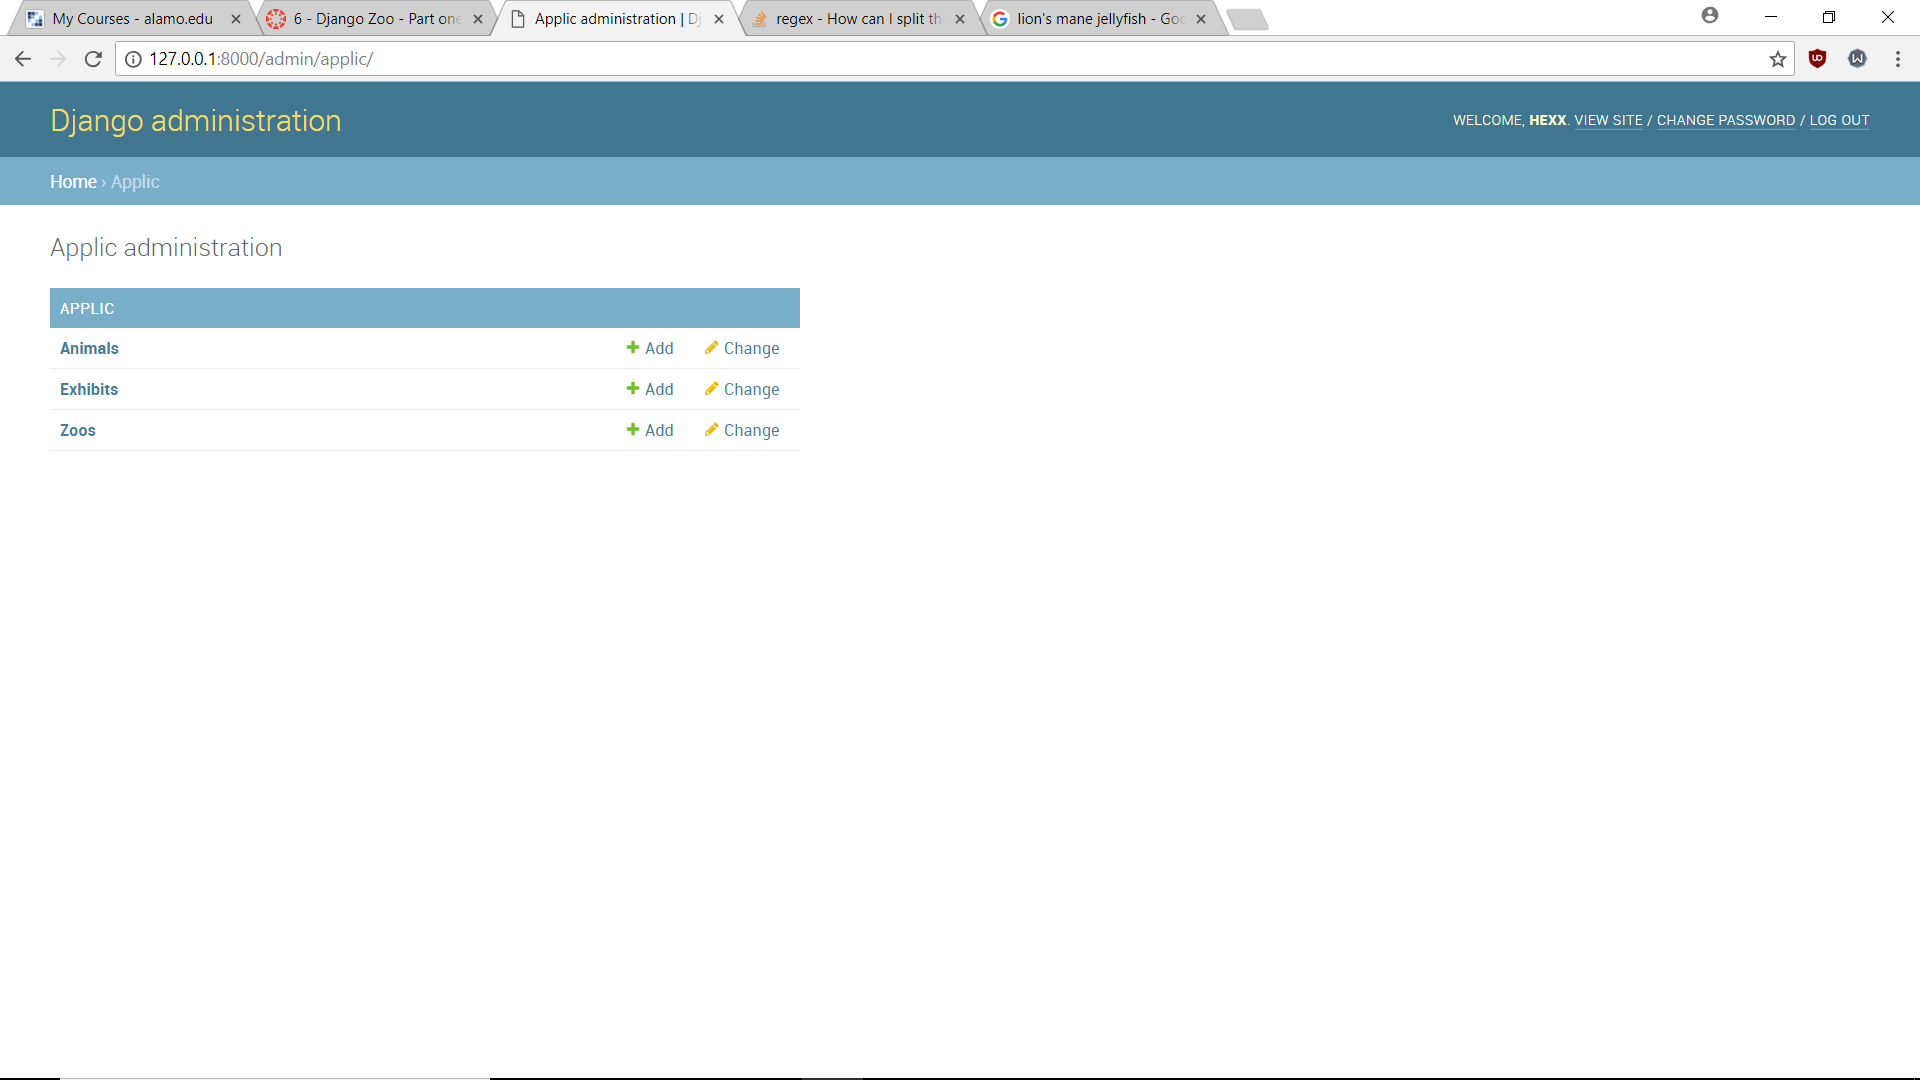 My Courses - alamo.edu
6 - Django Zoo - Part one
Applic administration | Dj
regex - How can I split th
lion's mane jellyfish - Goo
127.0.0.1:8000/admin/applic/
Django administration
WELCOME, HEXX. VIEW SITE / CHANGE PASSWORD / LOG OUT
Home › Applic
Applic administration
APPLIC
Animals Add Change
Exhibits Add Change
Zoos Add Change